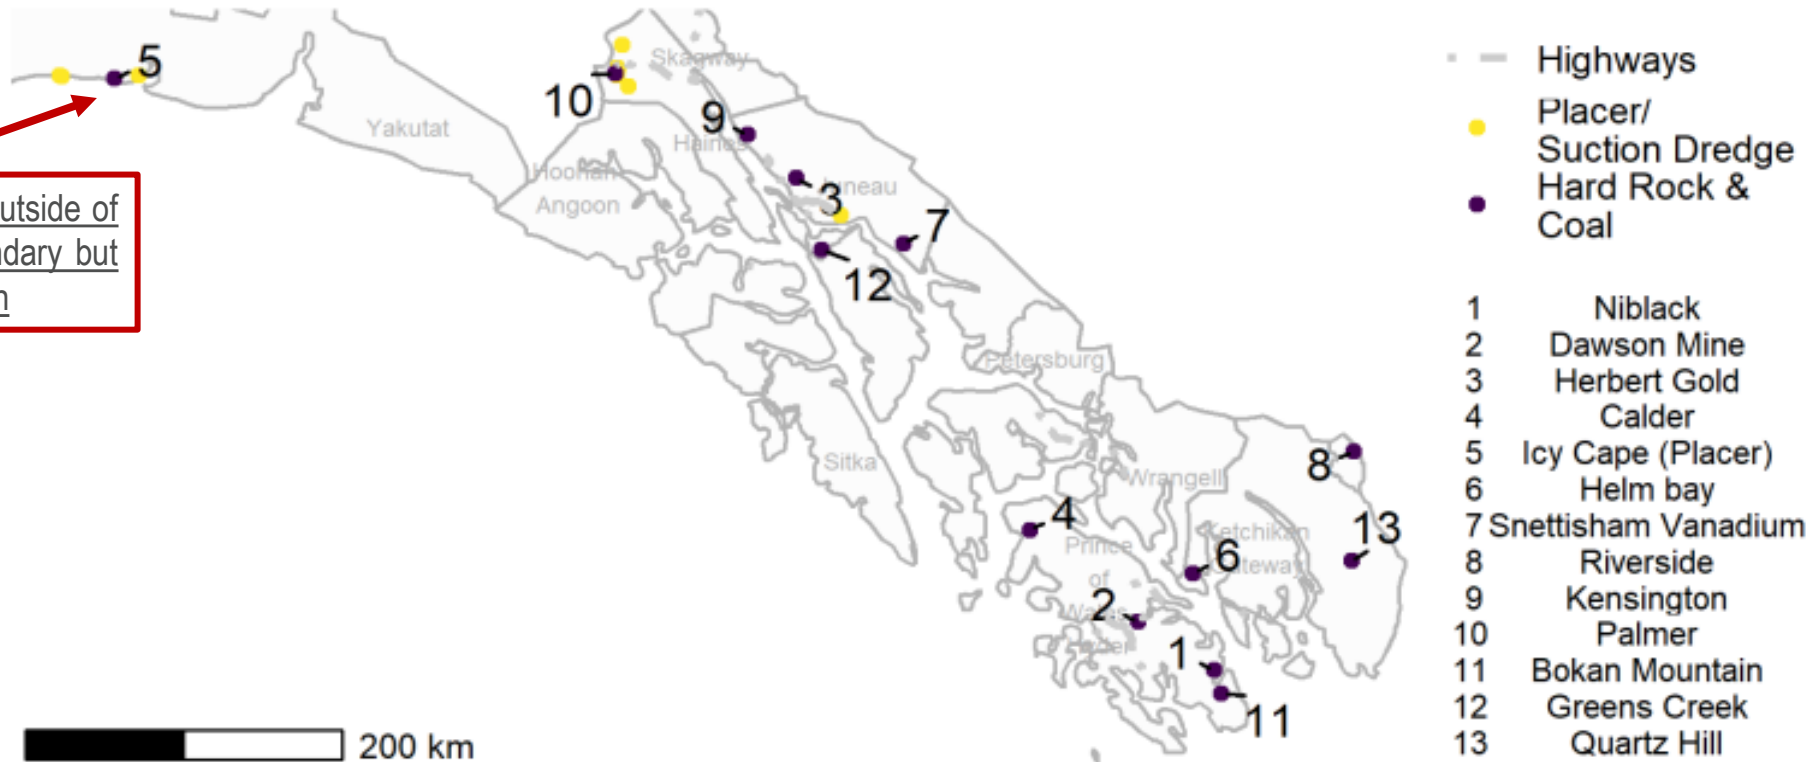 5
Skagway
10
9
Yakutat
Haines
Hoonah
Angoon
3
Juneau
7
12
utside of
ndary but
n
Petersburg
Sitka
Wrangell
8
4
Prince
of
Wales
Hyder
13
Ketchikan
Gateway
6
2
1
11
200 km
Highways
Placer/
Suction Dredge
Hard Rock &
Coal
1 Niblack
2 Dawson Mine
3 Herbert Gold
4 Calder
5 Icy Cape (Placer)
6 Helm bay
7 Snettisham Vanadium
8 Riverside
9 Kensington
10 Palmer
11 Bokan Mountain
12 Greens Creek
13 Quartz Hill